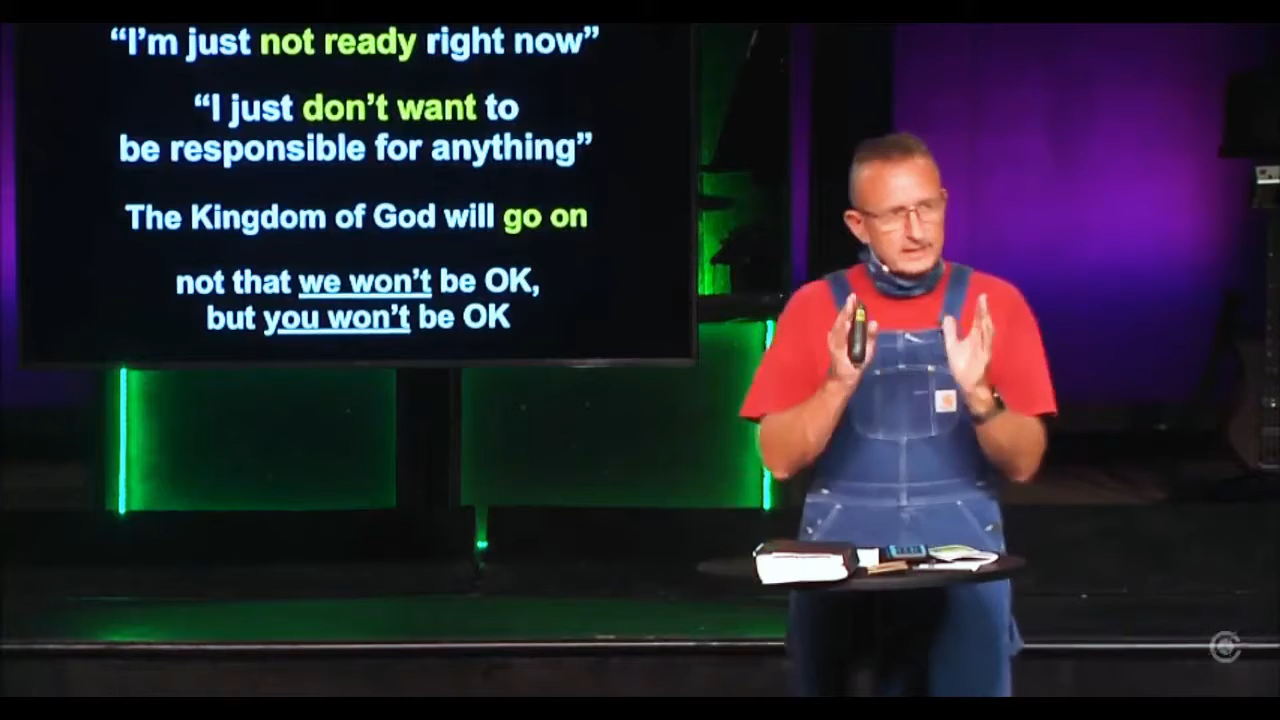 “I’m just not ready right now”
“I just don’t want to
be responsible for anything”
The Kingdom of God will go on
not that we won’t be OK,
but you won’t be OK